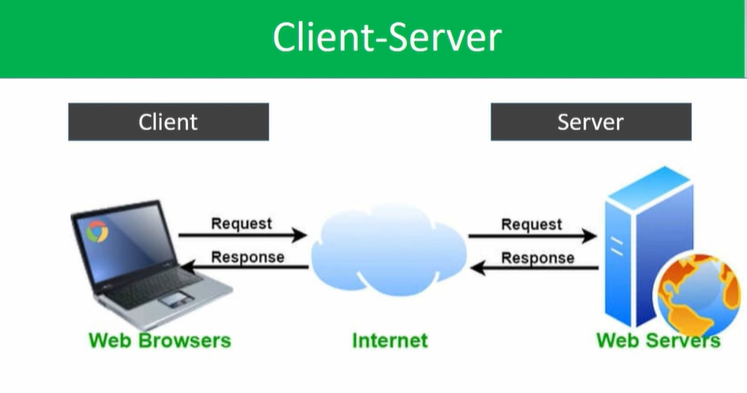 Client-Server
Client
Server
Request
Response
Request
Response
Web Browsers
Internet
Web Servers